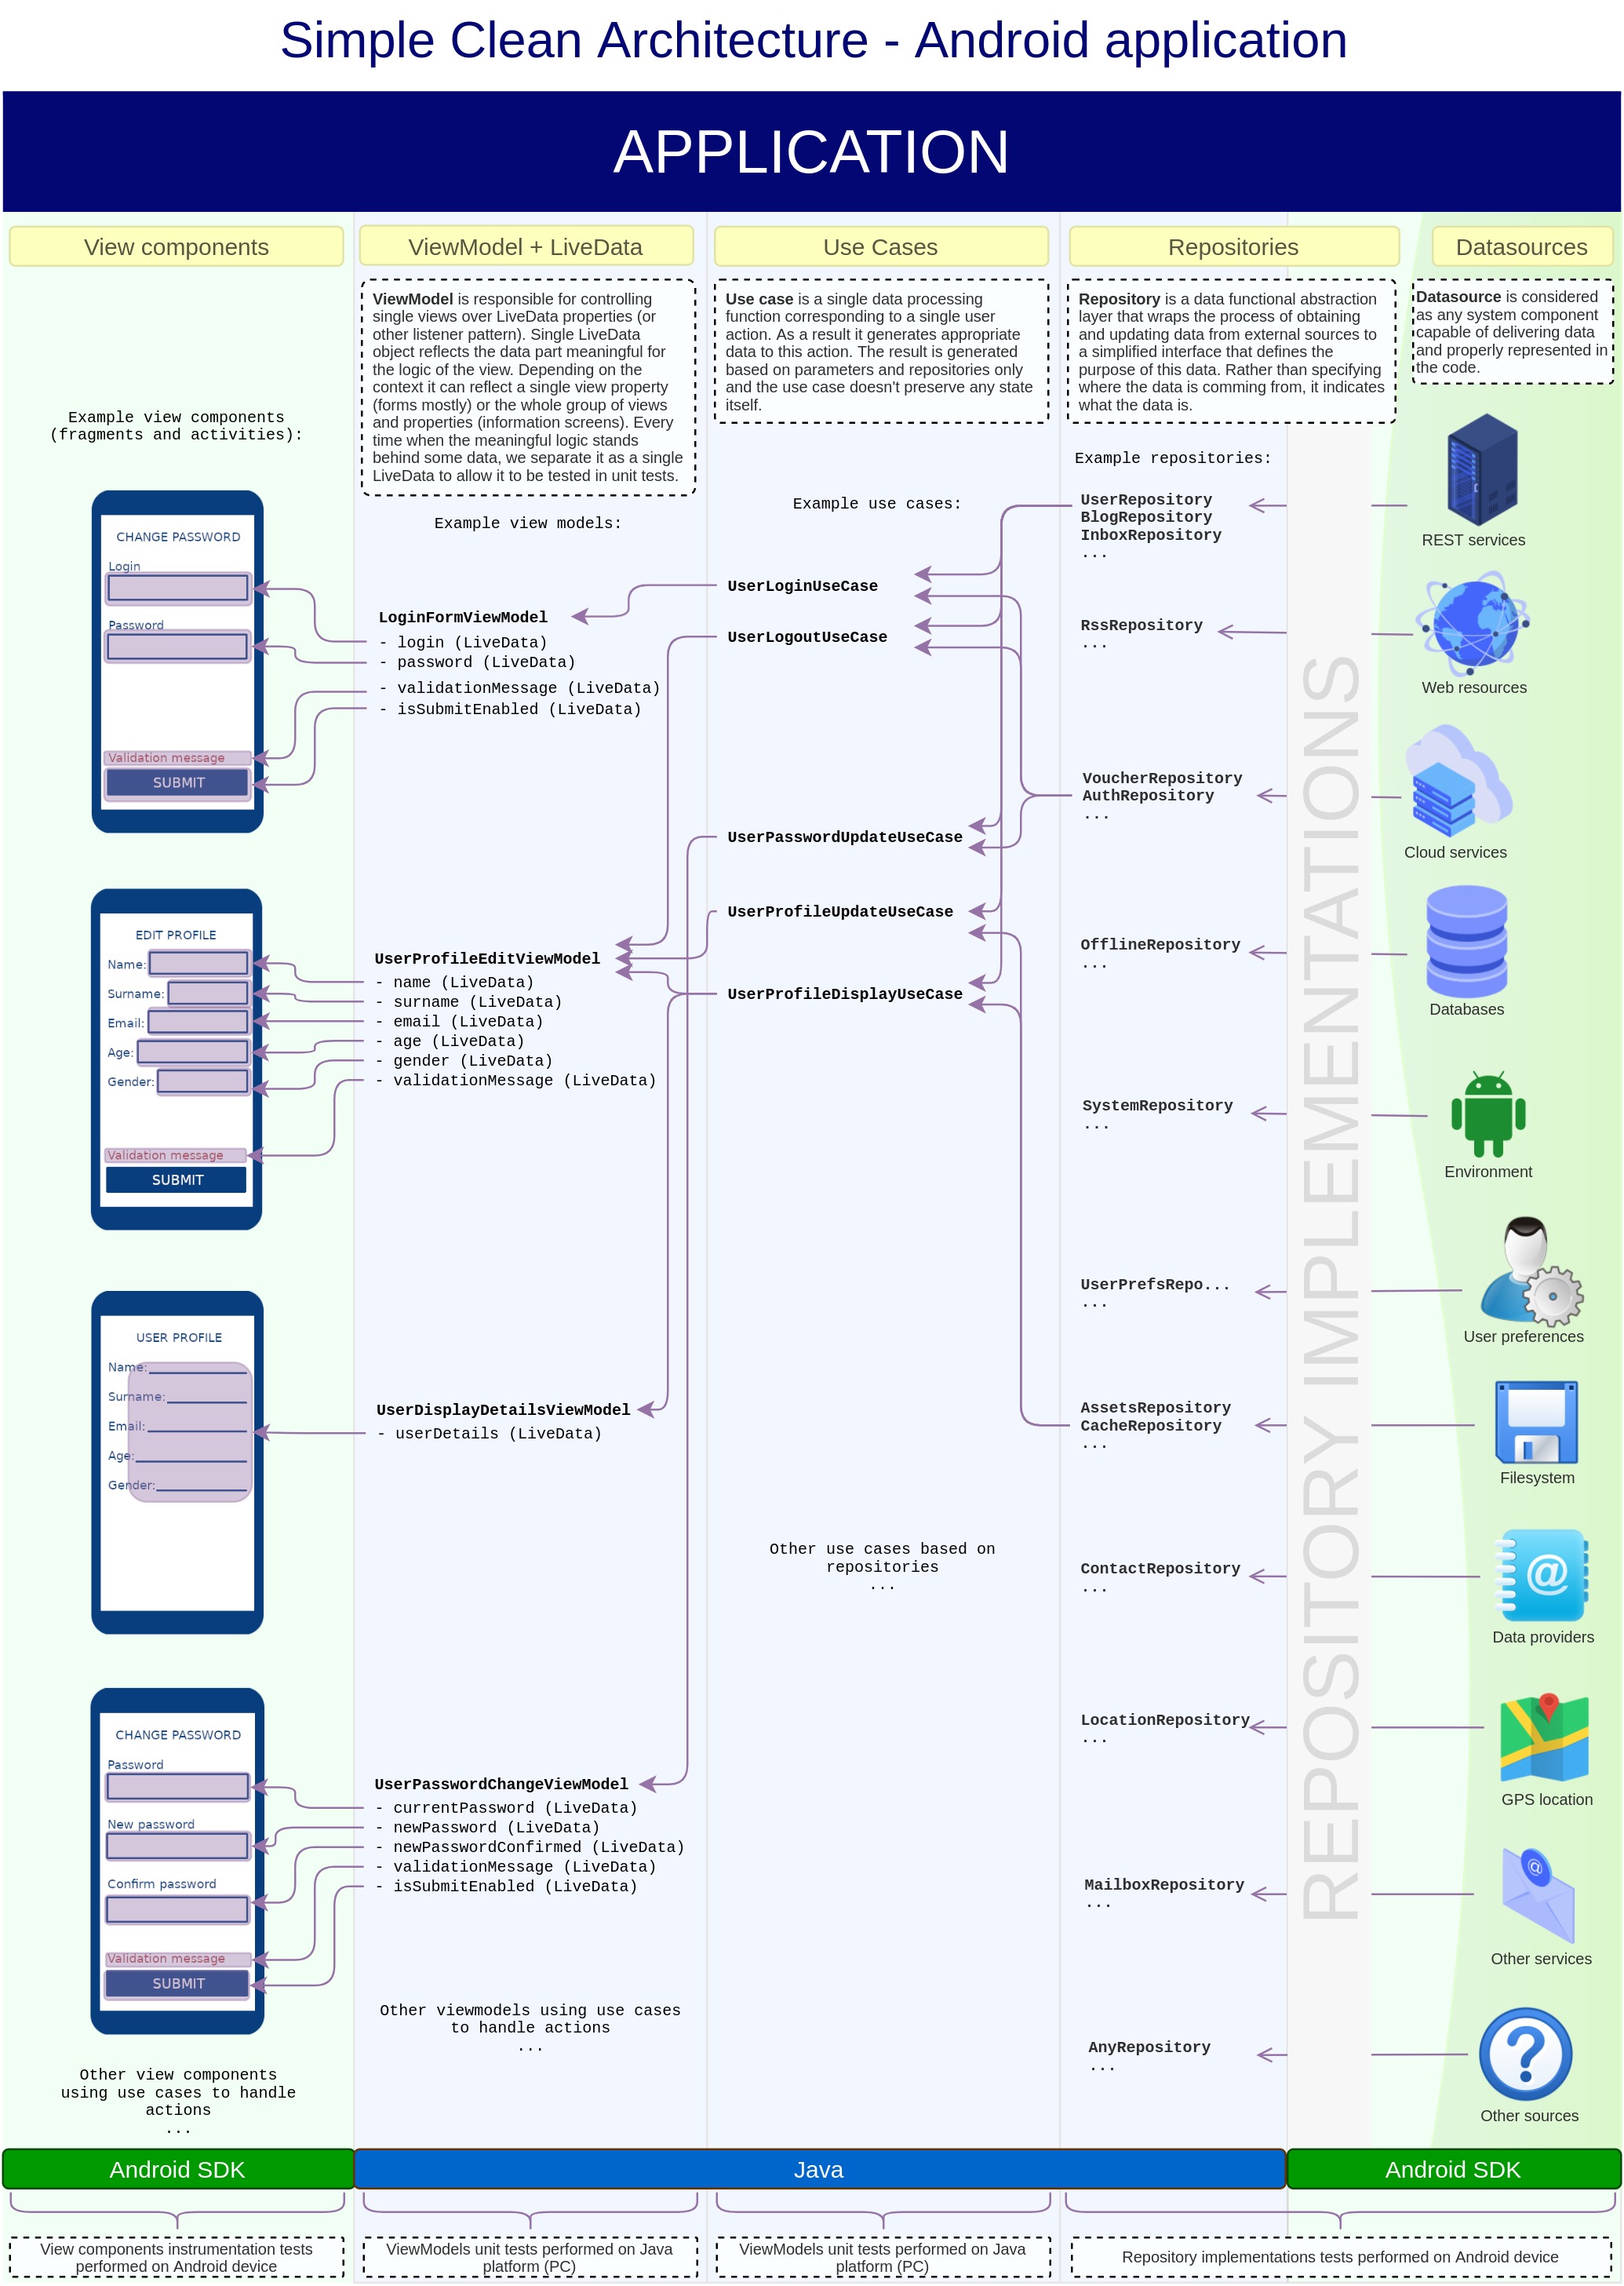 Simple Clean Architecture - Android application
APPLICATION
View components
ViewModel + LiveData
Use Cases
Repositories
Datasources
ViewModel is responsible for controlling
single views over LiveData properties (or
other listener pattern). Single LiveData
object reflects the data part meaningful for
the logic of the view. Depending on the
context it can reflect a single view property
(forms mostly) or the whole group of views
and properties (information screens). Every
time when the meaningful logic stands
behind some data, we separate it as a single
LiveData to allow it to be tested in unit tests.
Use case is a single data processing
function corresponding to a single user
action. As a result it generates appropriate
data to this action. The result is generated
based on parameters and repositories only
and the use case doesn't preserve any state
itself.
Repository is a data functional abstraction
layer that wraps the process of obtaining
and updating data from external sources to
a simplified interface that defines the
purpose of this data. Rather than specifying
where the data is comming from, it indicates
what the data is.
Datasource is considered
as any system component
capable of delivering data
and properly represented in
the code.
Example view components
(fragments and activities):
CHANGE PASSWORD
Login
Password
Validation message
SUBMIT
EDIT PROFILE
Name:
Surname:
Email:
Age:
Gender:
Validation message
SUBMIT
USER PROFILE
Name:
Surname:
Email:
Age:
Gender:
CHANGE PASSWORD
Password
New password
Confirm password
Validation message
SUBMIT
Other view components
using use cases to handle
actions
...
Example view models:
LoginFormViewModel
- login (LiveData)
- password (LiveData)
- validationMessage (LiveData)
- isSubmitEnabled (LiveData)
UserProfileEditViewModel
- name (LiveData)
- surname (LiveData)
- email (LiveData)
- age (LiveData)
- gender (LiveData)
- validationMessage (LiveData)
UserDisplayDetailsViewModel
- userDetails (LiveData)
UserPasswordChangeViewModel
- currentPassword (LiveData)
- newPassword (LiveData)
- newPasswordConfirmed (LiveData)
- validationMessage (LiveData)
- isSubmitEnabled (LiveData)
Other viewmodels using use cases
to handle actions
...
Example use cases:
UserLoginUseCase
UserLogoutUseCase
UserPasswordUpdateUseCase
UserProfileUpdateUseCase
UserProfileDisplayUseCase
Other use cases based on
repositories
...
Example repositories:
UserRepository
BlogRepository
InboxRepository
...
RssRepository
...
VoucherRepository
AuthRepository
...
OfflineRepository
...
SystemRepository
...
UserPrefsRepo...
...
AssetsRepository
CacheRepository
...
ContactRepository
...
LocationRepository
...
MailboxRepository
...
AnyRepository
...
REPOSITORY IMPLEMENTATIONS
REST services
Web resources
Cloud services
Databases
Environment
User preferences
Filesystem
@
Data providers
GPS location
@
Other services
?
Other sources
Android SDK
Java
Android SDK
View components instrumentation tests
performed on Android device
ViewModels unit tests performed on Java
platform (PC)
ViewModels unit tests performed on Java
platform (PC)
Repository implementations tests performed on Android device